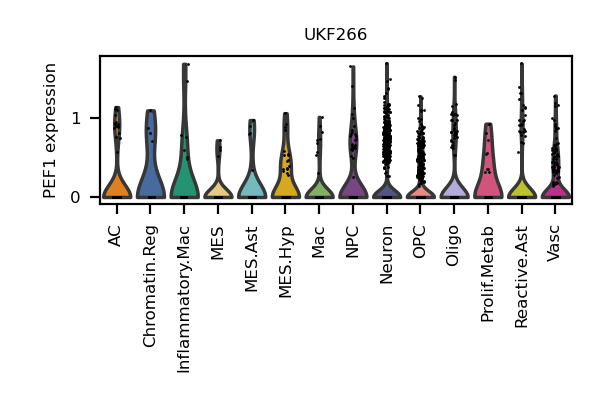 UKF266
PEF1 expression
1
0
AC
Chromatin.Reg
Inflammatory.Mac
MES
MES.Ast
MES.Hyp
Mac
NPC
Neuron
OPC
Oligo
Prolif.Metab
Reactive.Ast
Vasc